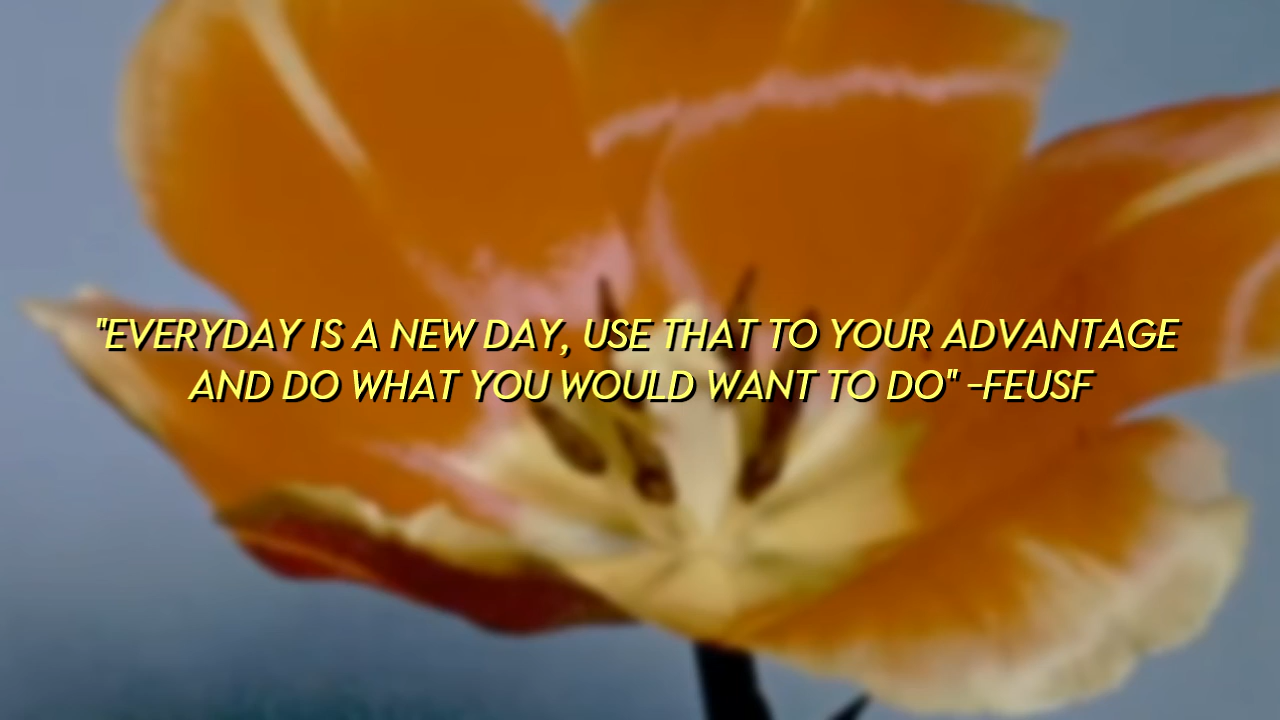 "EVERYDAY IS A NEW DAY, USE THAT TO YOUR ADVANTAGE
AND DO WHAT YOU WOULD WANT TO DO" -FEUSF